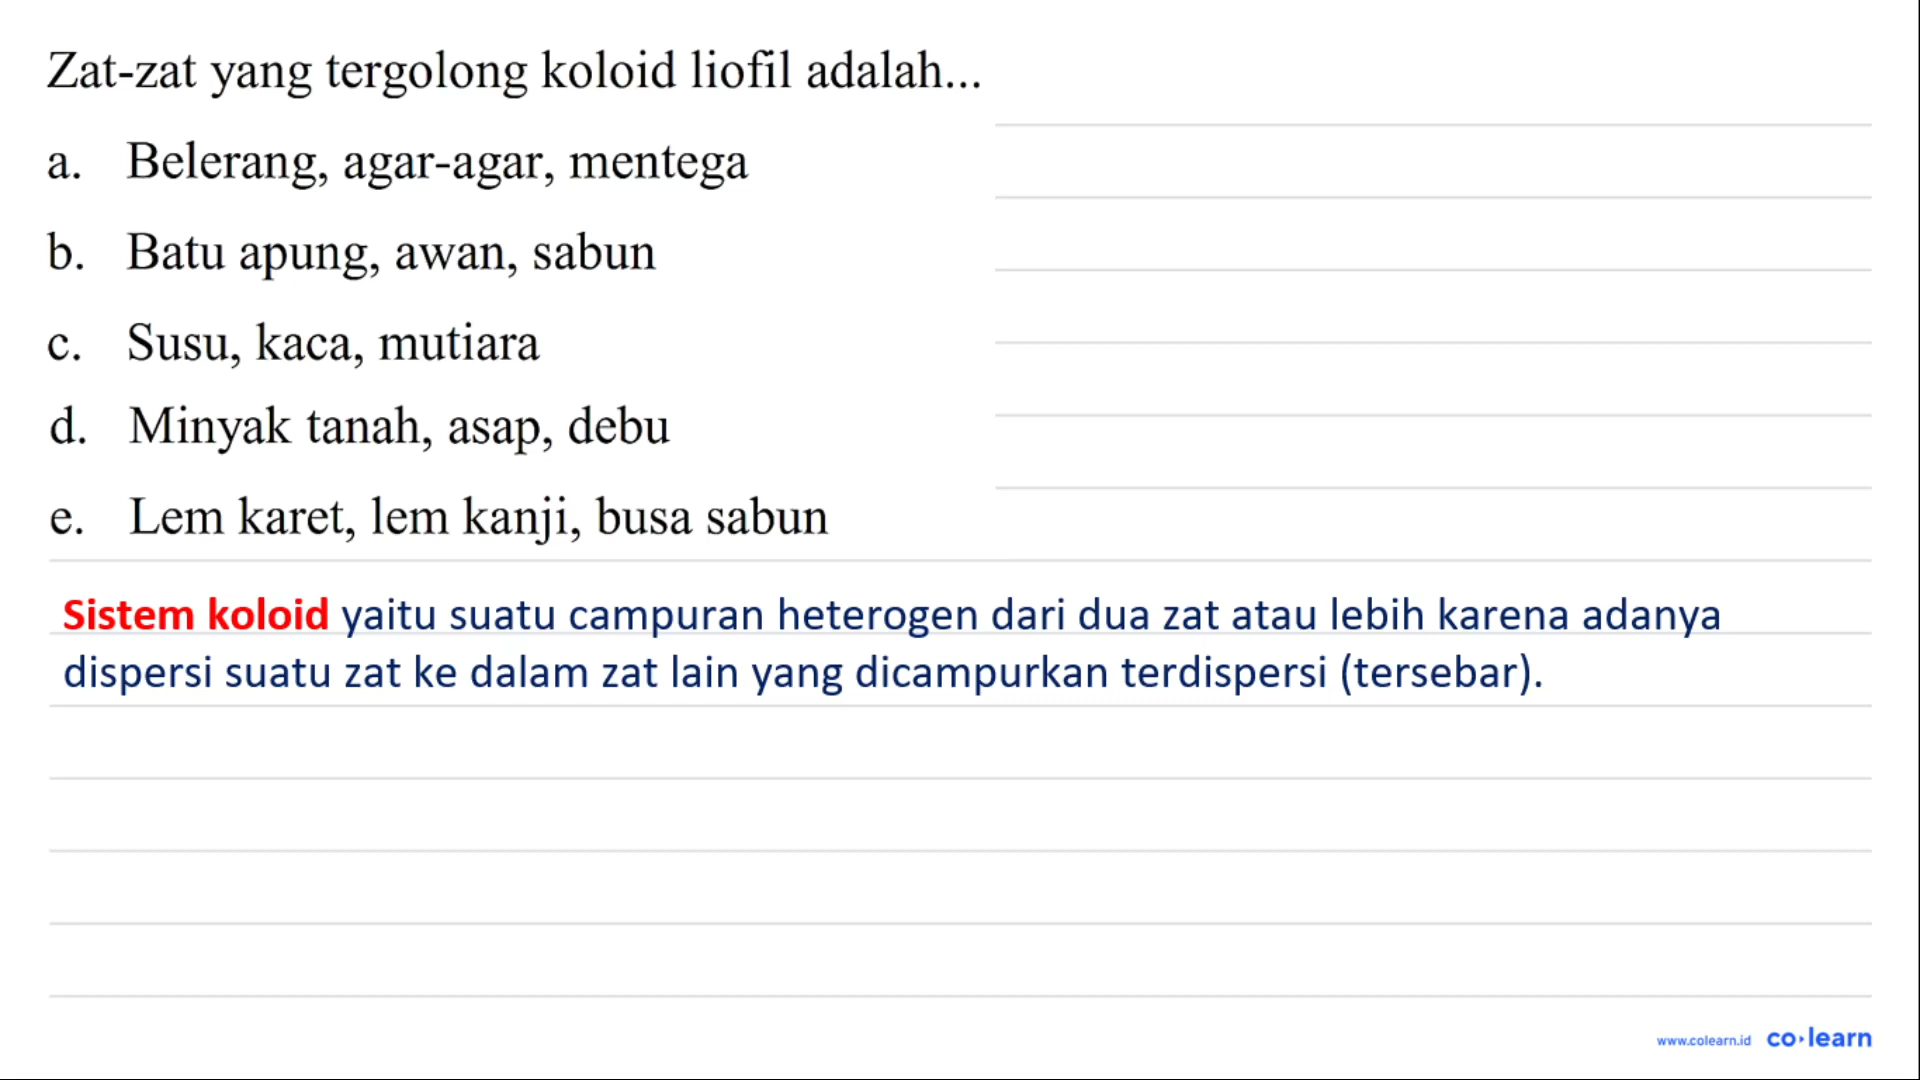 Zat-zat yang tergolong koloid liofil adalah...
a. Belerang, agar-agar, mentega
b. Batu apung, awan, sabun
c. Susu, kaca, mutiara
d. Minyak tanah, asap, debu
e. Lem karet, lem kanji, busa sabun
Sistem koloid yaitu suatu campuran heterogen dari dua zat atau lebih karena adanya
dispersi suatu zat ke dalam zat lain yang dicampurkan terdispersi (tersebar).
www.colearn.id co·learn